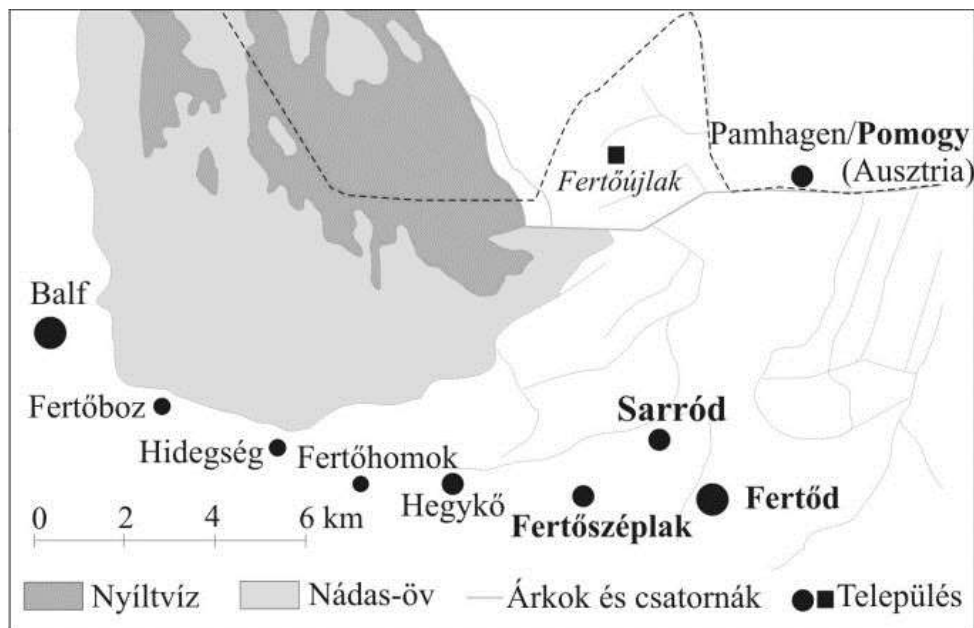 Pamhagen/Pomogy
(Ausztria)
Fertőújlak
Balf
Fertőboz
Sarród
Hidegség
Fertőhomok
Hegykő
Fertőszéplak
Fertőd
0 2 4 6 km
Nyíltvíz
Nádas-öv
Árkok és csatornák
Település